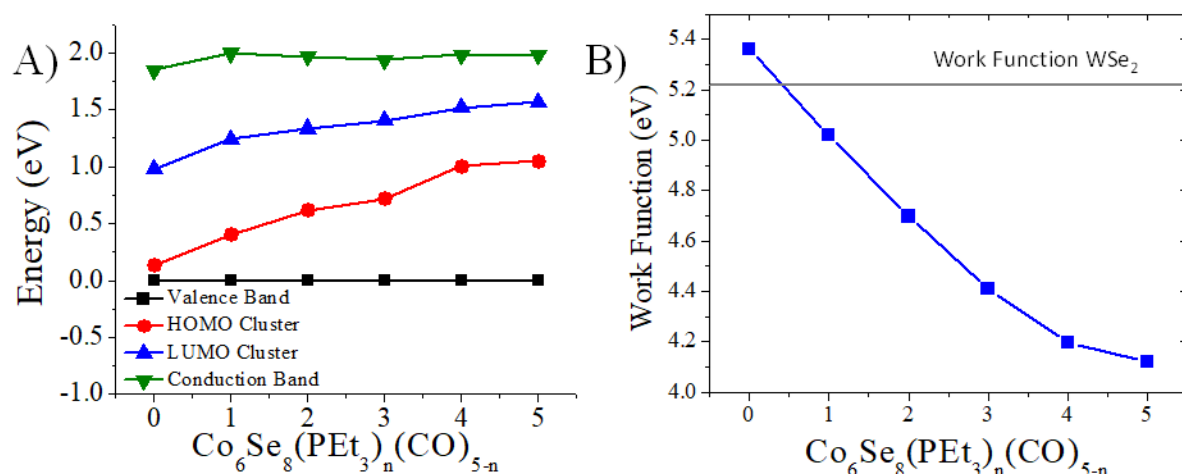 A)
Energy (eV)
2.0
1.5
1.0
0.5
0.0
-0.5
-1.0
Valence Band
HOMO Cluster
LUMO Cluster
Conduction Band
0 1 2 3 4 5
Co₆Se₈(PEt₃)ₙ(CO)₅₋ₙ
B)
Work Function (eV)
5.4
5.2
5.0
4.8
4.6
4.4
4.2
4.0
Work Function WSe₂
0 1 2 3 4 5
Co₆Se₈(PEt₃)ₙ(CO)₅₋ₙ